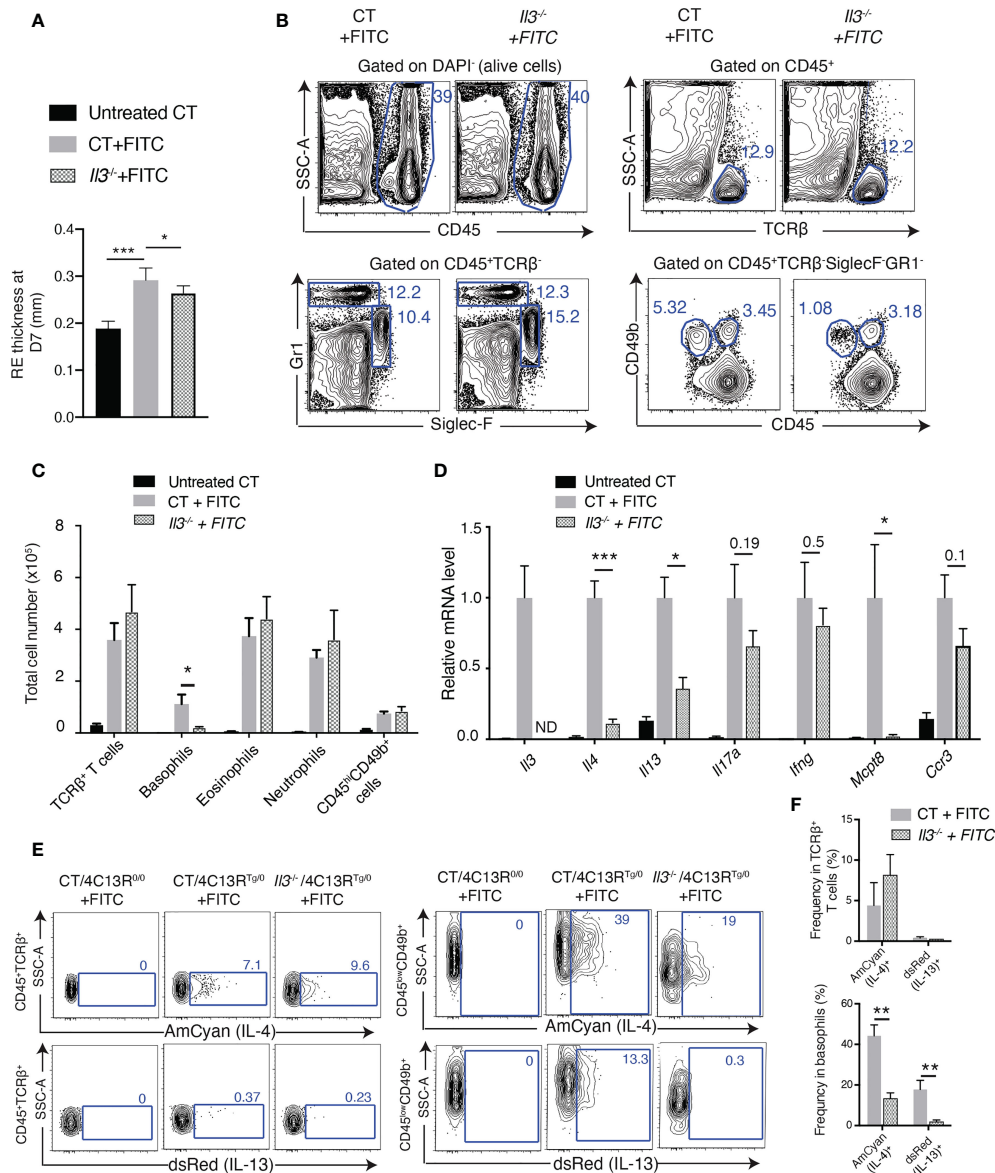 A
Untreated CT
CT+FITC
Il3-/-+FITC
RE thickness at
D7 (mm)
0.4
0.3
0.2
0.1
0.0
***
*
B
CT
+FITC
Il3-/-
+FITC
CT
+FITC
Il3-/-
+FITC
Gated on DAPI- (alive cells)
Gated on CD45+
SSC-A
39
40
CD45
SSC-A
12.9
12.2
TCRβ
Gated on CD45+TCRβ-
Gated on CD45+TCRβ-SiglecF-GR1-
Gr1
12.2
10.4
12.3
15.2
Siglec-F
CD49b
5.32
3.45
1.08
3.18
CD45
C
Untreated CT
CT + FITC
Il3-/- + FITC
Total cell number (x10⁵)
8
6
4
2
0
*
TCRβ+ T cells
Basophils
Eosinophils
Neutrophils
CD45hiCD49b+
cells
D
Untreated CT
CT + FITC
Il3-/- + FITC
Relative mRNA level
1.5
1.0
0.5
0.0
ND
***
*
0.19
0.5
*
0.1
Il3
Il4
Il13
Il17a
Ifng
Mcpt8
Ccr3
E
CT/4C13R0/0
+FITC
CT/4C13RTg/0
+FITC
Il3-/-/4C13RTg/0
+FITC
CD45+TCRβ+
SSC-A
0
7.1
9.6
AmCyan (IL-4)
CD45+TCRβ+
SSC-A
0
0.37
0.23
dsRed (IL-13)
CT/4C13R0/0
+FITC
CT/4C13RTg/0
+FITC
Il3-/-/4C13RTg/0
+FITC
CD45lowCD49b+
SSC-A
0
39
19
AmCyan (IL-4)
CD45lowCD49b+
SSC-A
0
13.3
0.3
dsRed (IL-13)
F
CT + FITC
Il3-/- + FITC
Frequency in TCRβ+
T cells (%)
15
10
5
0
AmCyan
(IL-4)+
dsRed
(IL-13)+
Frequncy in basophils (%)
60
40
20
0
**
**
AmCyan
(IL-4)+
dsRed
(IL-13)+